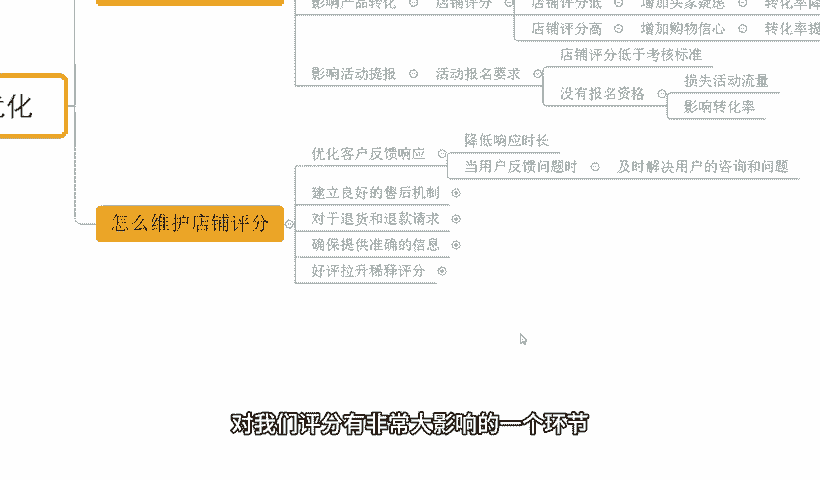 影响产品转化 店铺评分 店铺评分低 增加买家疑虑 转化率降
店铺评分高 增加购物信心 转化率提
店铺评分低于考核标准
影响活动提报 活动报名要求
没有报名资格 损失活动流量
影响转化率
优化
降低响应时长
优化客户反馈响应
当用户反馈问题时 及时解决用户的咨询和问题
建立良好的售后机制
怎么维护店铺评分
对于退货和退款请求
确保提供准确的信息
好评拉升稀释评分
对我们评分有非常大影响的一个环节